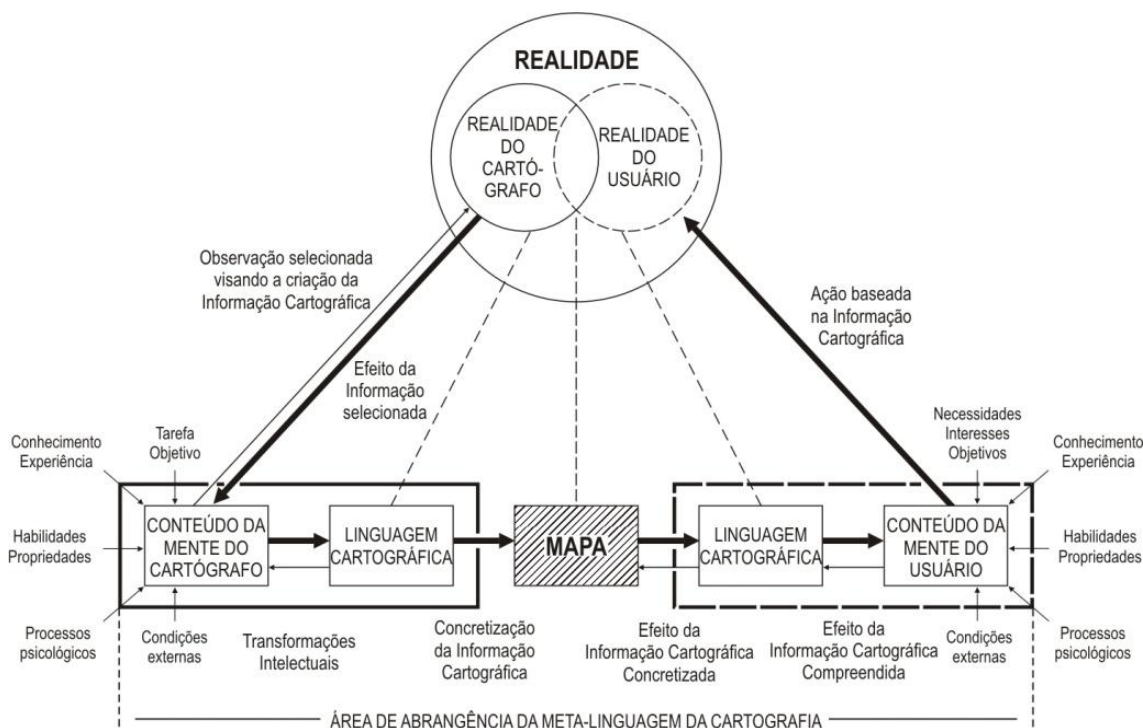 REALIDADE
REALIDADE
DO
CARTÓ-
GRAFO
REALIDADE
DO
USUÁRIO
Observação selecionada
visando a criação da
Informação Cartográfica
Efeito da
Informação
selecionada
Ação baseada
na Informação
Cartográfica
Conhecimento
Experiência
Tarefa
Objetivo
Habilidades
Propriedades
Processos
psicológicos
Condições
externas
CONTEÚDO DA
MENTE DO
CARTÓGRAFO
LINGUAGEM
CARTOGRÁFICA
MAPA
LINGUAGEM
CARTOGRÁFICA
CONTEÚDO DA
MENTE DO
USUÁRIO
Necessidades
Interesses
Objetivos
Conhecimento
Experiência
Habilidades
Propriedades
Processos
psicológicos
Condições
externas
Transformações
Intelectuais
Concretização
da Informação
Cartográfica
Efeito da
Informação Cartográfica
Concretizada
Efeito da
Informação Cartográfica
Compreendida
ÁREA DE ABRANGÊNCIA DA META-LINGUAGEM DA CARTOGRAFIA